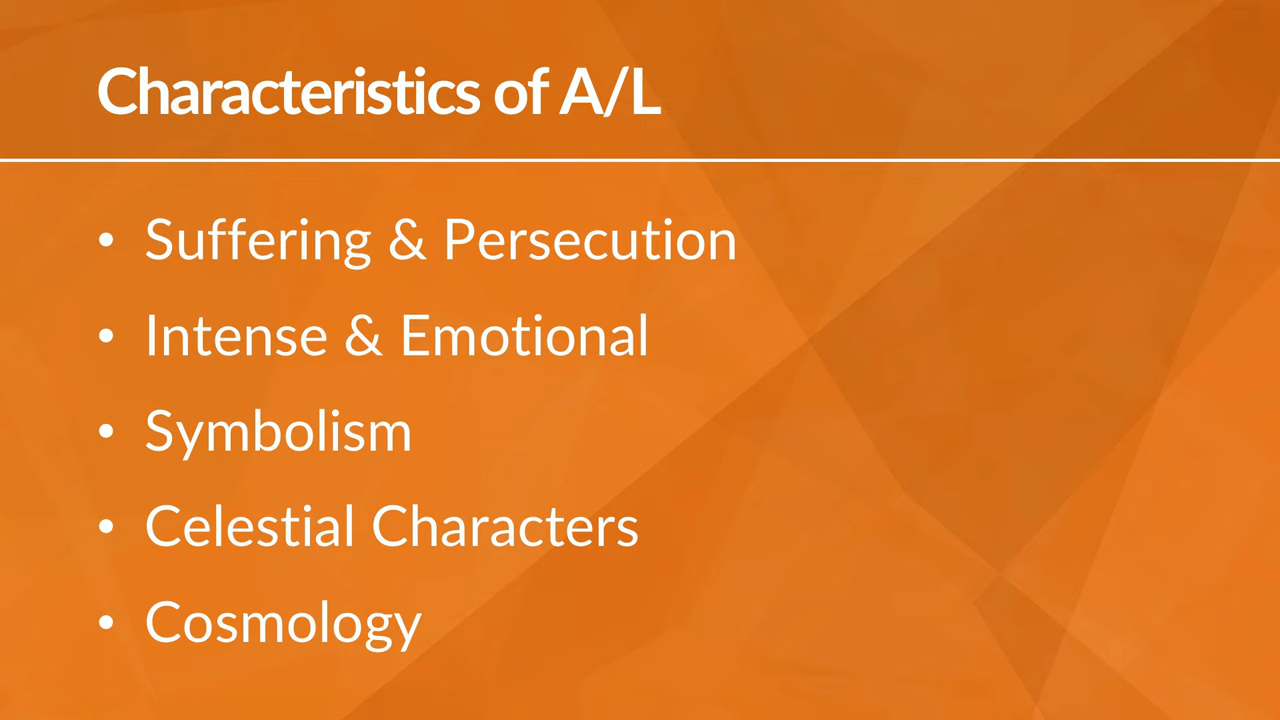 Characteristics of A/L
• Suffering & Persecution
• Intense & Emotional
• Symbolism
• Celestial Characters
• Cosmology